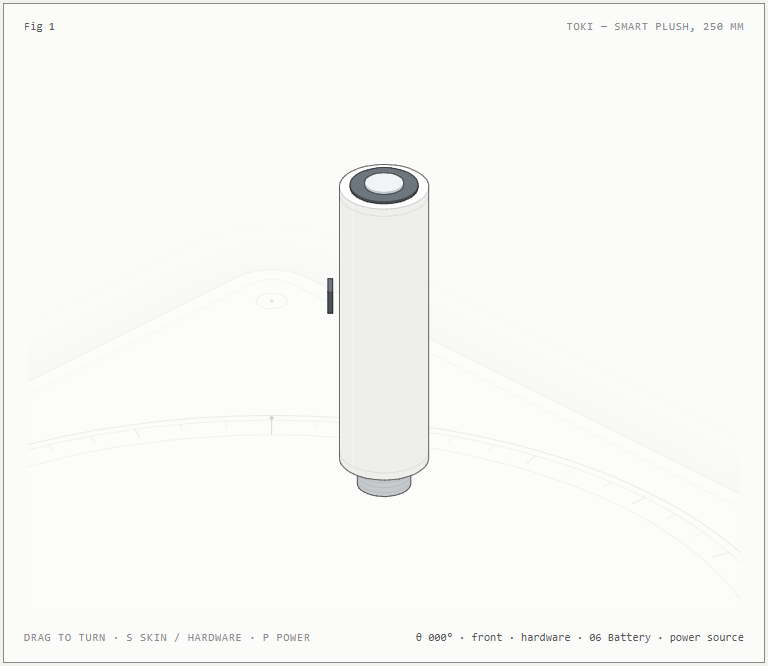 Fig 1
TOKI — SMART PLUSH, 250 MM
DRAG TO TURN · S SKIN / HARDWARE · P POWER
θ 000° · front · hardware · 06 Battery · power source